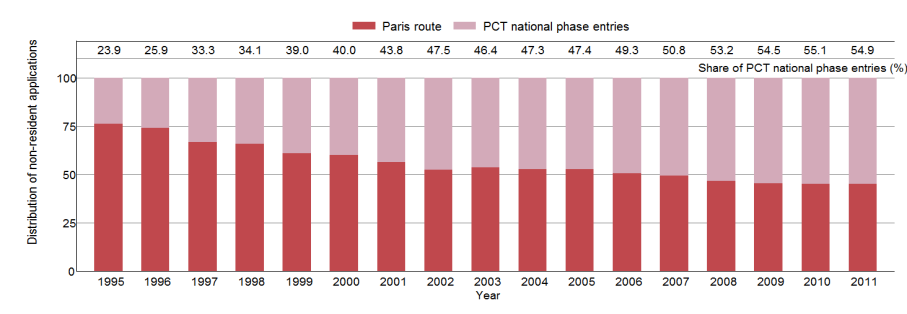 Paris route PCT national phase entries
23.9 25.9 33.3 34.1 39.0 40.0 43.8 47.5 46.4 47.3 47.4 49.3 50.8 53.2 54.5 55.1 54.9
Share of PCT national phase entries (%)
Distribution of non-resident applications
100
75
50
25
0
1995 1996 1997 1998 1999 2000 2001 2002 2003 2004 2005 2006 2007 2008 2009 2010 2011
Year